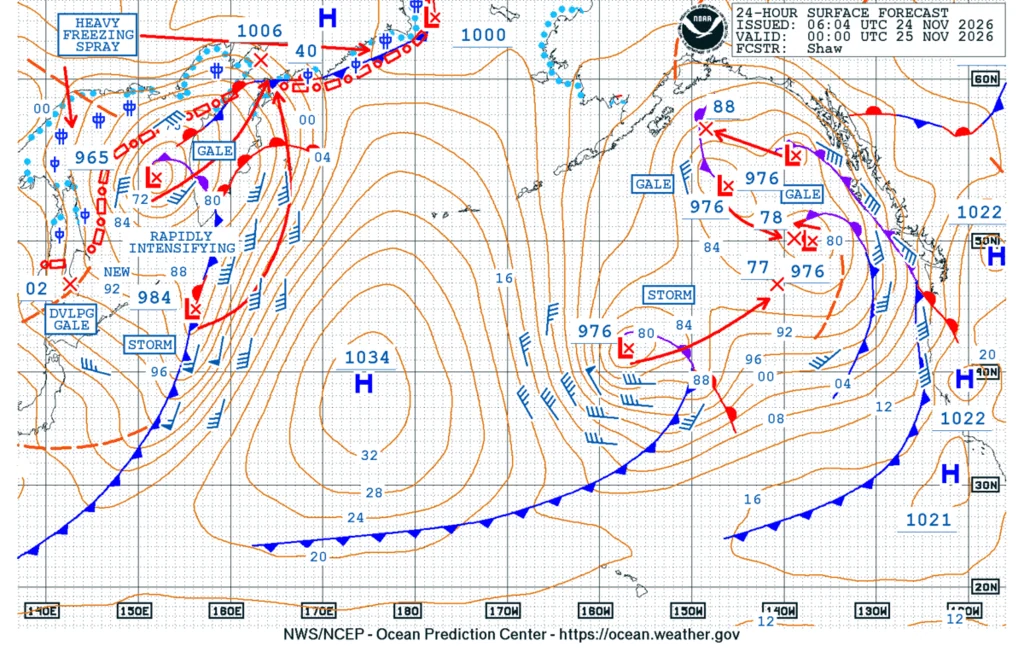 24-HOUR SURFACE FORECAST
ISSUED: 06:04 UTC 24 NOV 2026
VALID: 00:00 UTC 25 NOV 2026
FCSTR: Shaw
NOAA
HEAVY
FREEZING
SPRAY
1006
H
40
L
1000
60N
00
00
88
965
GALE
04
L
976
L
L
GALE
GALE
72
80
84
976
78
1022
RAPIDLY
INTENSIFYING
84
L
80
50N
H
NEW
92
88
16
77
976
02
984
L
STORM
DVLPG
GALE
976
80
84
92
STORM
L
20
96
1034
96
H
88
00
04
H
40N
12
08
1022
32
H
28
16
30N
24
1021
20
20N
140E
150E
160E
170E
180
170W
160W
150W
140W
130W
120W
12
12
NWS/NCEP - Ocean Prediction Center - https://ocean.weather.gov